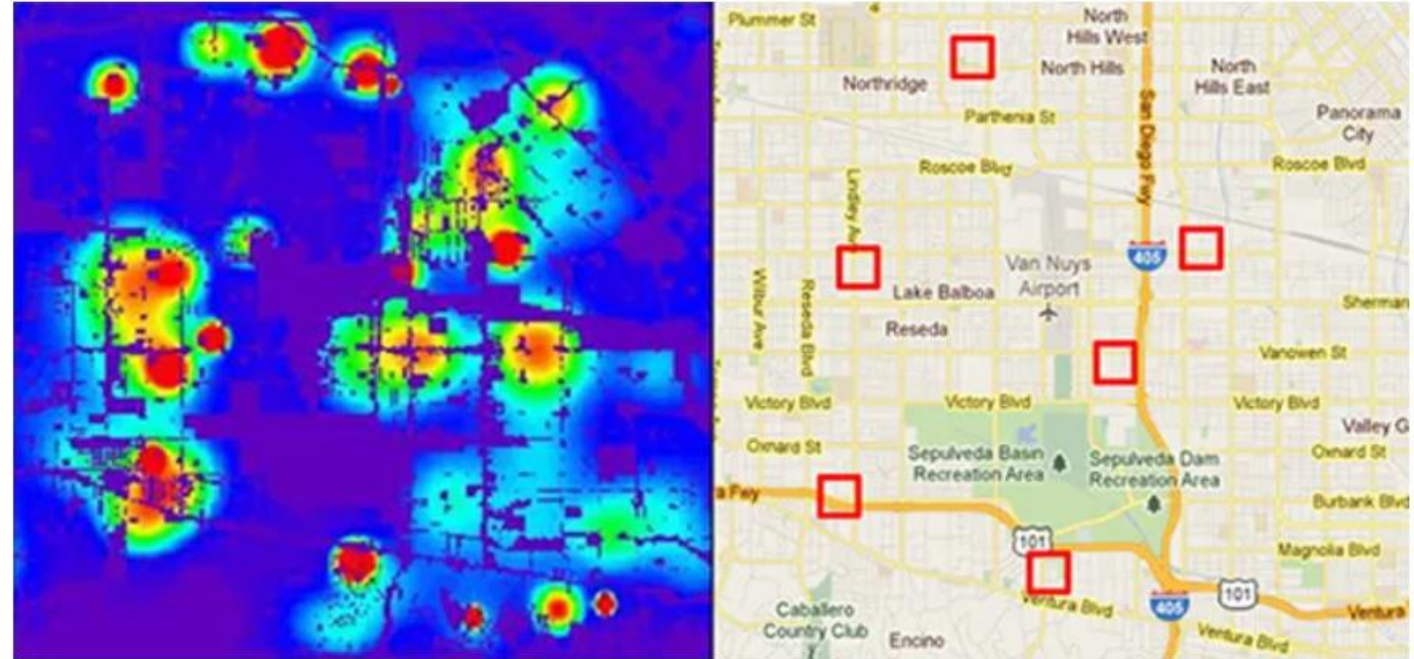 Plummer St
North
Hills West
Northridge
North Hills
North
Hills East
Parthenia St
Panorama
City
Roscoe Blvd
Roscoe Blvd
San Diego Fwy
Lindley Ave
405
Van Nuys
Airport
Wilbur Ave
Reseda Blvd
Lake Balboa
Sherman
Reseda
Vanowen St
Victory Blvd
Victory Blvd
Victory Blvd
Valley G
Oxnard St
Sepulveda Basin
Recreation Area
Sepulveda Dam
Recreation Area
Oxnard St
a Fwy
Burbank Blvd
101
Magnolia Blvd
Ventura Blvd
405
101
Ventura
Caballero
Country Club
Encino
Ventura Blvd